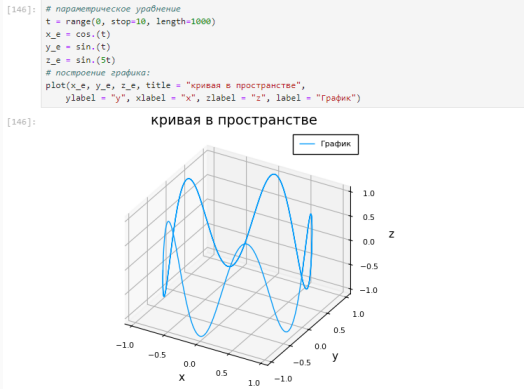 [146]: # параметрическое уравнение
t = range(0, stop=10, length=1000)
x_e = cos.(t)
y_e = sin.(t)
z_e = sin.(5t)
# построение графика:
plot(x_e, y_e, z_e, title = "кривая в пространстве",
ylabel = "y", xlabel = "x", zlabel = "z", label = "График")
[146]:
кривая в пространстве
График
1.0
0.5
0.0
−0.5
−1.0
z
−1.0
−0.5
0.0
0.5
1.0
x
−1.0
−0.5
0.0
0.5
1.0
y